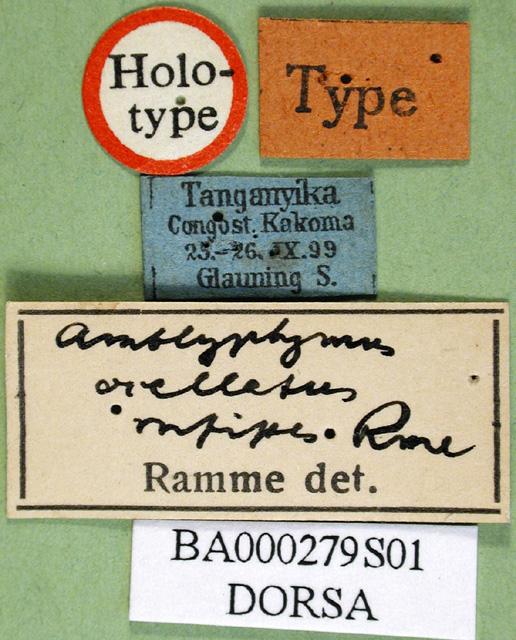 Holo-
type
Type
Tanganyika
Congost. Kakoma
25.-26. IX.99
Glauning S.
Amblyphymus
ocellatus
rufipes. Rme
Ramme det.
BA000279S01
DORSA